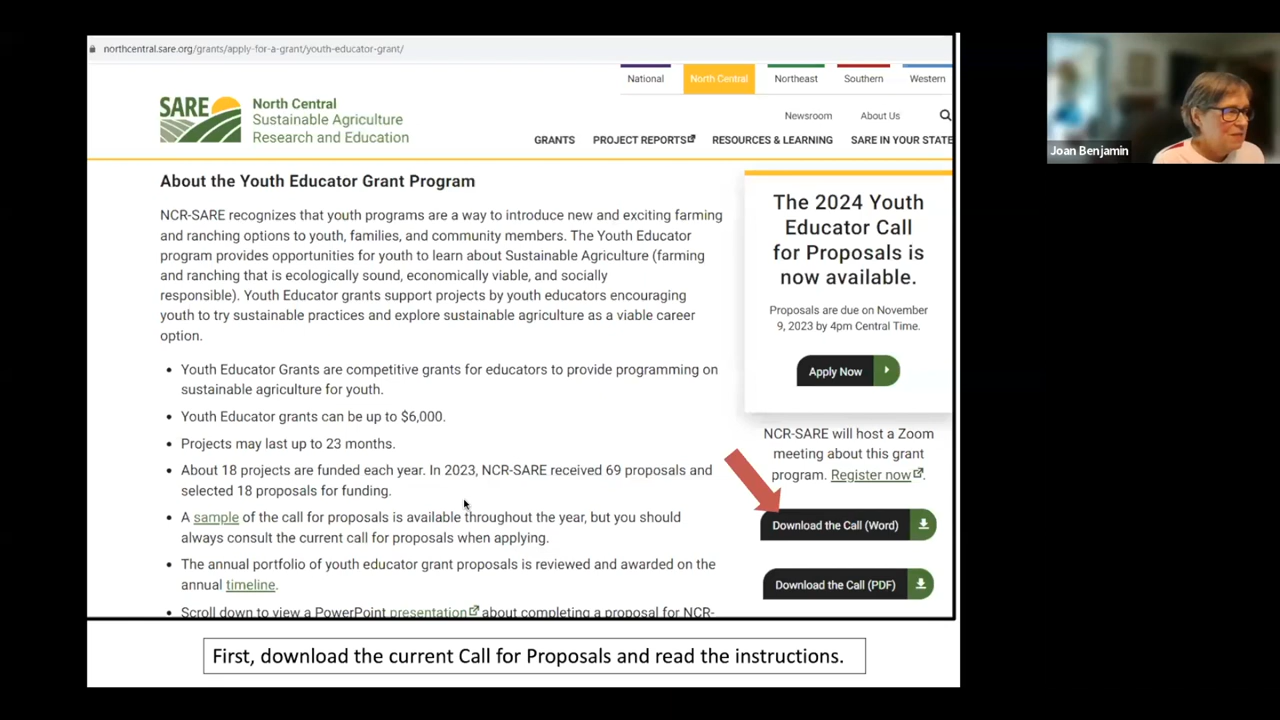 northcentral.sare.org/grants/apply-for-a-grant/youth-educator-grant/
National
North Central
Northeast
Southern
Western
SARE
North Central
Sustainable Agriculture
Research and Education
Newsroom
About Us
GRANTS
PROJECT REPORTS
RESOURCES & LEARNING
SARE IN YOUR STATE
About the Youth Educator Grant Program
NCR-SARE recognizes that youth programs are a way to introduce new and exciting farming
and ranching options to youth, families, and community members. The Youth Educator
program provides opportunities for youth to learn about Sustainable Agriculture (farming
and ranching that is ecologically sound, economically viable, and socially
responsible). Youth Educator grants support projects by youth educators encouraging
youth to try sustainable practices and explore sustainable agriculture as a viable career
option.
• Youth Educator Grants are competitive grants for educators to provide programming on
sustainable agriculture for youth.
• Youth Educator grants can be up to $6,000.
• Projects may last up to 23 months.
• About 18 projects are funded each year. In 2023, NCR-SARE received 69 proposals and
selected 18 proposals for funding.
• A sample of the call for proposals is available throughout the year, but you should
always consult the current call for proposals when applying.
• The annual portfolio of youth educator grant proposals is reviewed and awarded on the
annual timeline.
• Scroll down to view a PowerPoint presentation about completing a proposal for NCR-
The 2024 Youth
Educator Call
for Proposals is
now available.
Proposals are due on November
9, 2023 by 4pm Central Time.
Apply Now
NCR-SARE will host a Zoom
meeting about this grant
program. Register now.
Download the Call (Word)
Download the Call (PDF)
First, download the current Call for Proposals and read the instructions.
Joan Benjamin